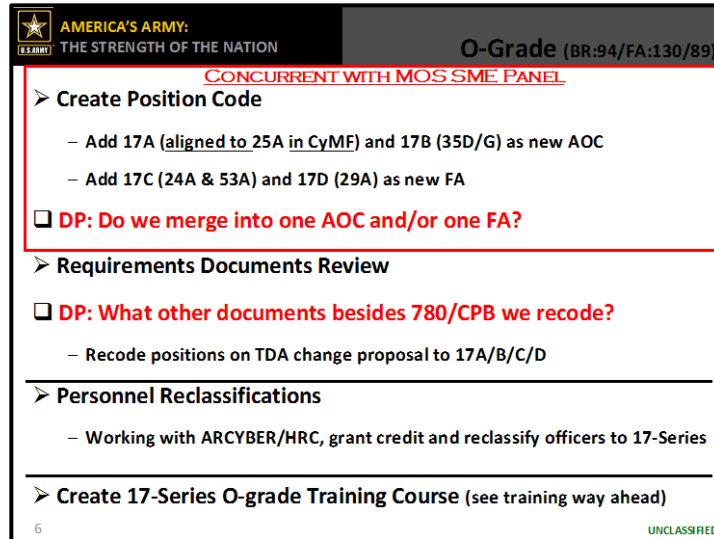 AMERICA'S ARMY:
THE STRENGTH OF THE NATION
U.S.ARMY
O-Grade (BR:94/FA:130/89)
CONCURRENT WITH MOS SME PANEL
➢ Create Position Code
– Add 17A (aligned to 25A in CyMF) and 17B (35D/G) as new AOC
– Add 17C (24A & 53A) and 17D (29A) as new FA
❑ DP: Do we merge into one AOC and/or one FA?
➢ Requirements Documents Review
❑ DP: What other documents besides 780/CPB we recode?
– Recode positions on TDA change proposal to 17A/B/C/D
➢ Personnel Reclassifications
– Working with ARCYBER/HRC, grant credit and reclassify officers to 17-Series
➢ Create 17-Series O-grade Training Course (see training way ahead)
6
UNCLASSIFIED